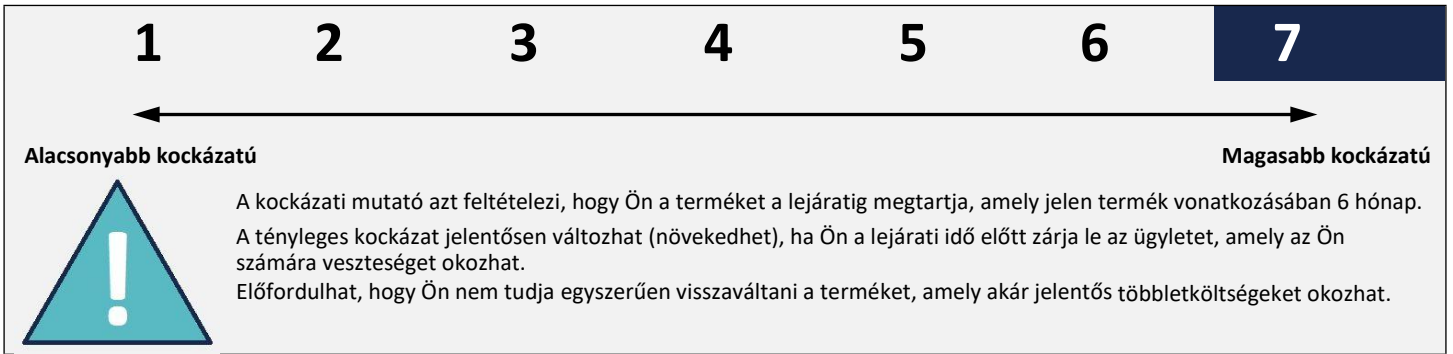 1 2 3 4 5 6 7
Alacsonyabb kockázatú Magasabb kockázatú
A kockázati mutató azt feltételezi, hogy Ön a terméket a lejáratig megtartja, amely jelen termék vonatkozásában 6 hónap.
A tényleges kockázat jelentősen változhat (növekedhet), ha Ön a lejárati idő előtt zárja le az ügyletet, amely az Ön
számára veszteséget okozhat.
Előfordulhat, hogy Ön nem tudja egyszerűen visszaváltani a terméket, amely akár jelentős többletköltségeket okozhat.